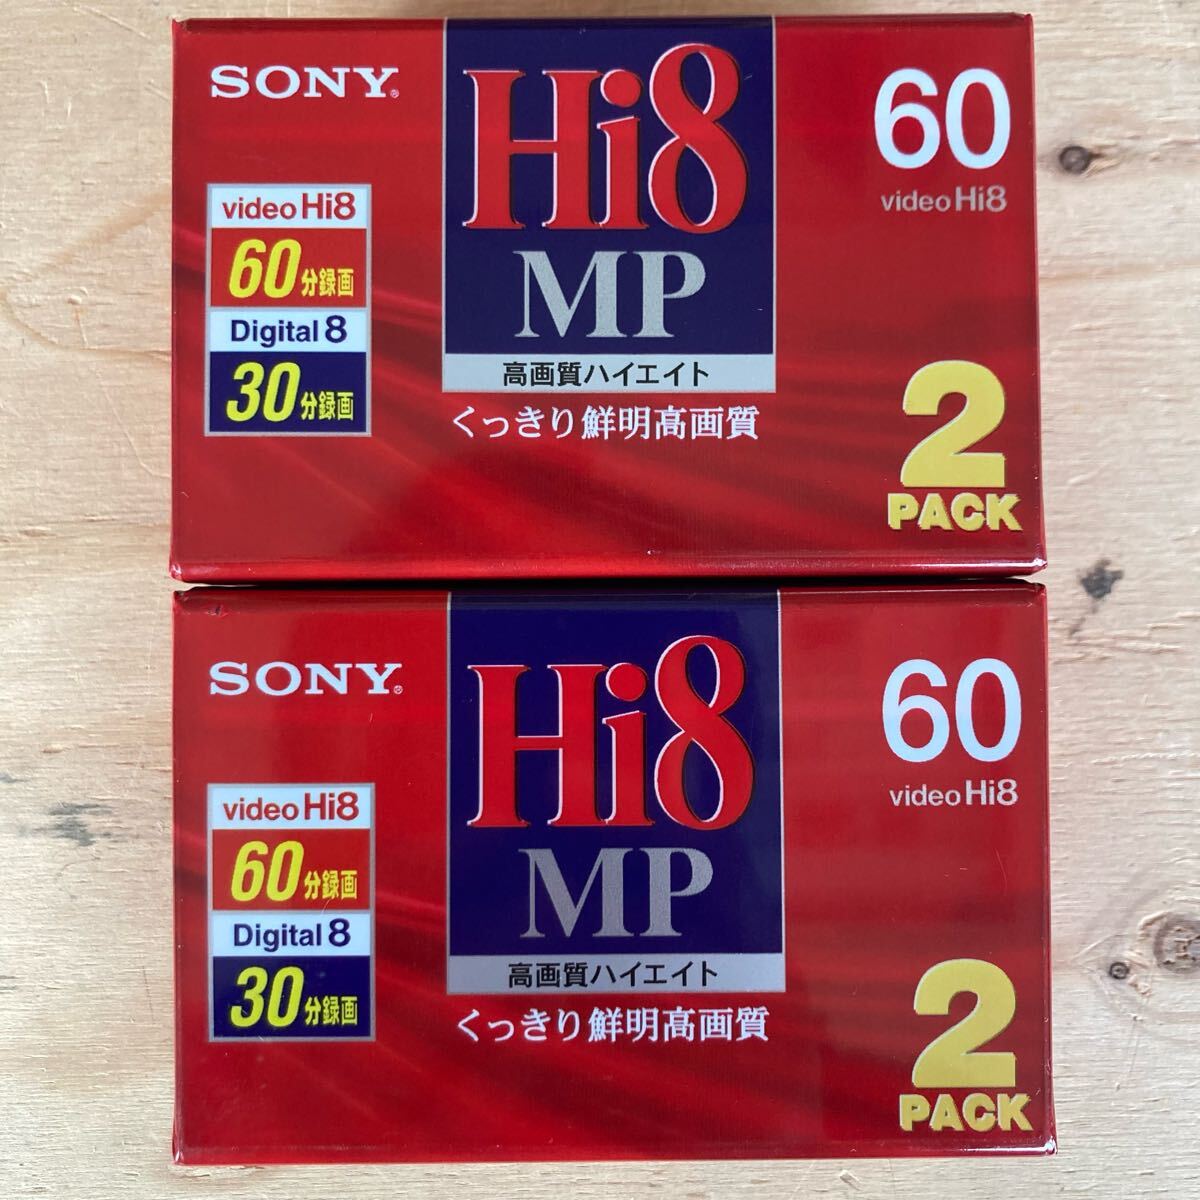 SONY®
Hi8
MP
高画質ハイエイト
くっきり鮮明高画質
60
video Hi8
video Hi8
60分録画
Digital 8
30分録画
2
PACK
SONY®
Hi8
MP
高画質ハイエイト
くっきり鮮明高画質
60
video Hi8
video Hi8
60分録画
Digital 8
30分録画
2
PACK